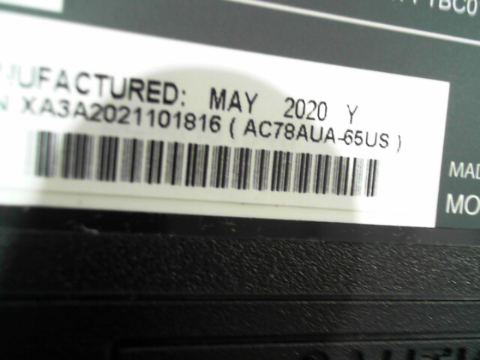 NUFACTURED: MAY 2020 Y
N XA3A2021101816 ( AC78AUA-65US )
MAD
MO